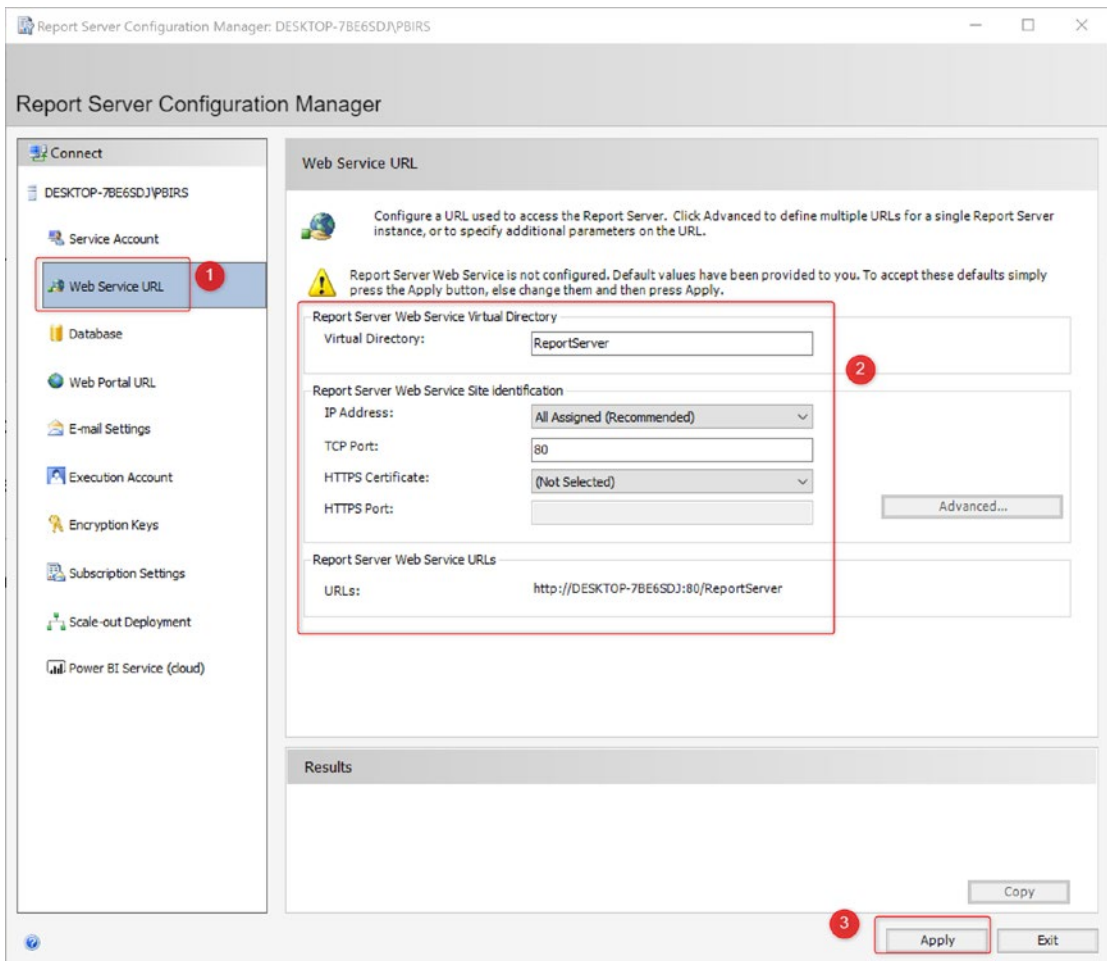 Report Server Configuration Manager: DESKTOP-7BE6SDJ\PBIRS
Report Server Configuration Manager
Connect
DESKTOP-7BE6SDJ\PBIRS
Service Account
Web Service URL
1
Database
Web Portal URL
E-mail Settings
Execution Account
Encryption Keys
Subscription Settings
Scale-out Deployment
Power BI Service (cloud)
Web Service URL
Configure a URL used to access the Report Server. Click Advanced to define multiple URLs for a single Report Server
instance, or to specify additional parameters on the URL.
Report Server Web Service is not configured. Default values have been provided to you. To accept these defaults simply
press the Apply button, else change them and then press Apply.
Report Server Web Service Virtual Directory
Virtual Directory: ReportServer
2
Report Server Web Service Site identification
IP Address: All Assigned (Recommended)
TCP Port: 80
HTTPS Certificate: (Not Selected)
HTTPS Port:
Advanced...
Report Server Web Service URLs
URLs: http://DESKTOP-7BE6SDJ:80/ReportServer
Results
Copy
3
Apply Exit